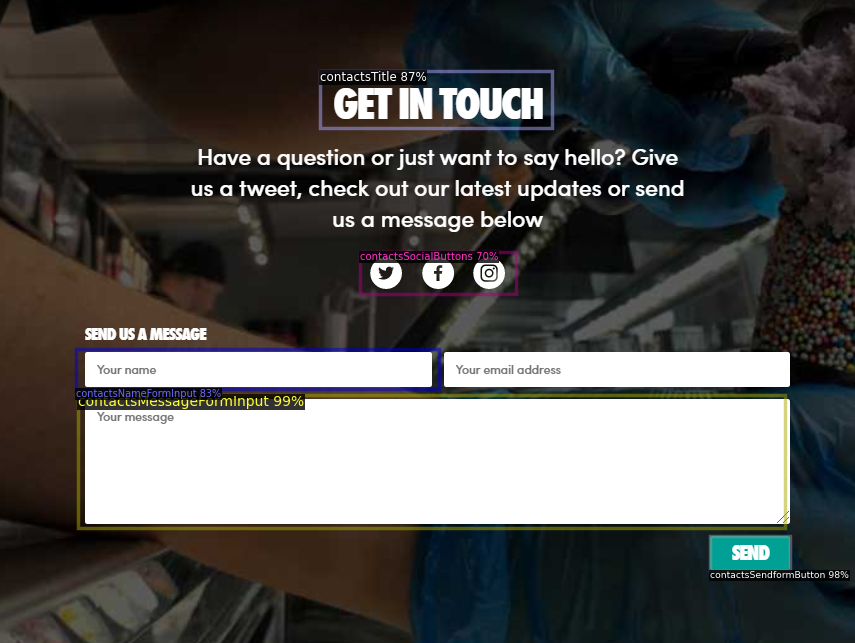 contactsTitle 87%
GET IN TOUCH
Have a question or just want to say hello? Give
us a tweet, check out our latest updates or send
us a message below
contactsSocialButtons 70%
SEND US A MESSAGE
Your name
Your email address
contactsNameFormInput 83%
contactsMessageFormInput 99%
Your message
SEND
contactsSendformButton 98%